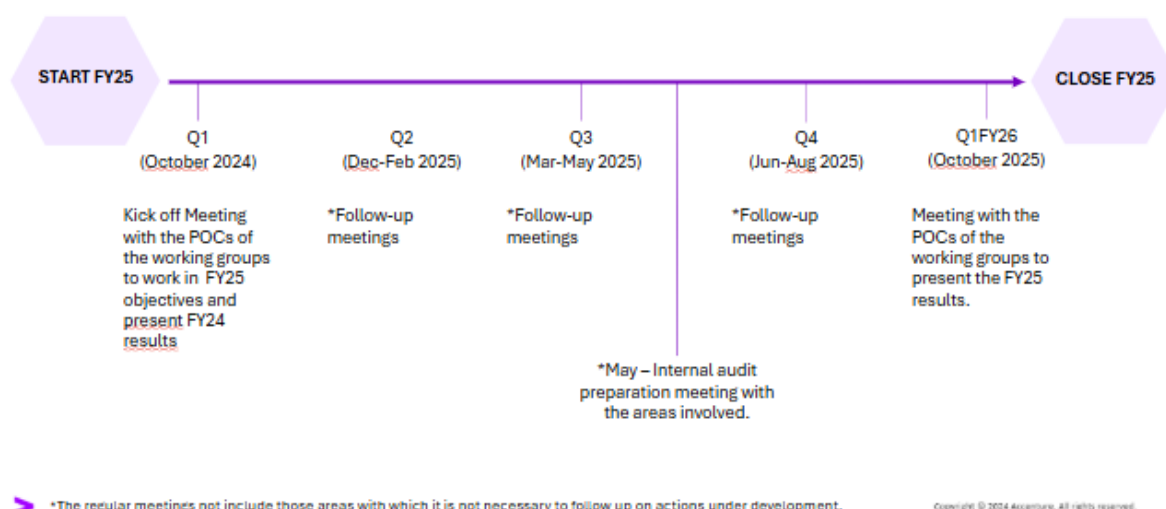 START FY25
CLOSE FY25
Q1
(October 2024)
Q2
(Dec-Feb 2025)
Q3
(Mar-May 2025)
Q4
(Jun-Aug 2025)
Q1FY26
(October 2025)
Kick off Meeting
with the POCs of
the working groups
to work in FY25
objectives and
present FY24
results
*Follow-up
meetings
*Follow-up
meetings
*Follow-up
meetings
Meeting with the
POCs of the
working groups to
present the FY25
results.
*May – Internal audit
preparation meeting with
the areas involved.
*The regular meetings not include those areas with which it is not necessary to follow up on actions under development.
Copyright © 2024 Accenture. All rights reserved.